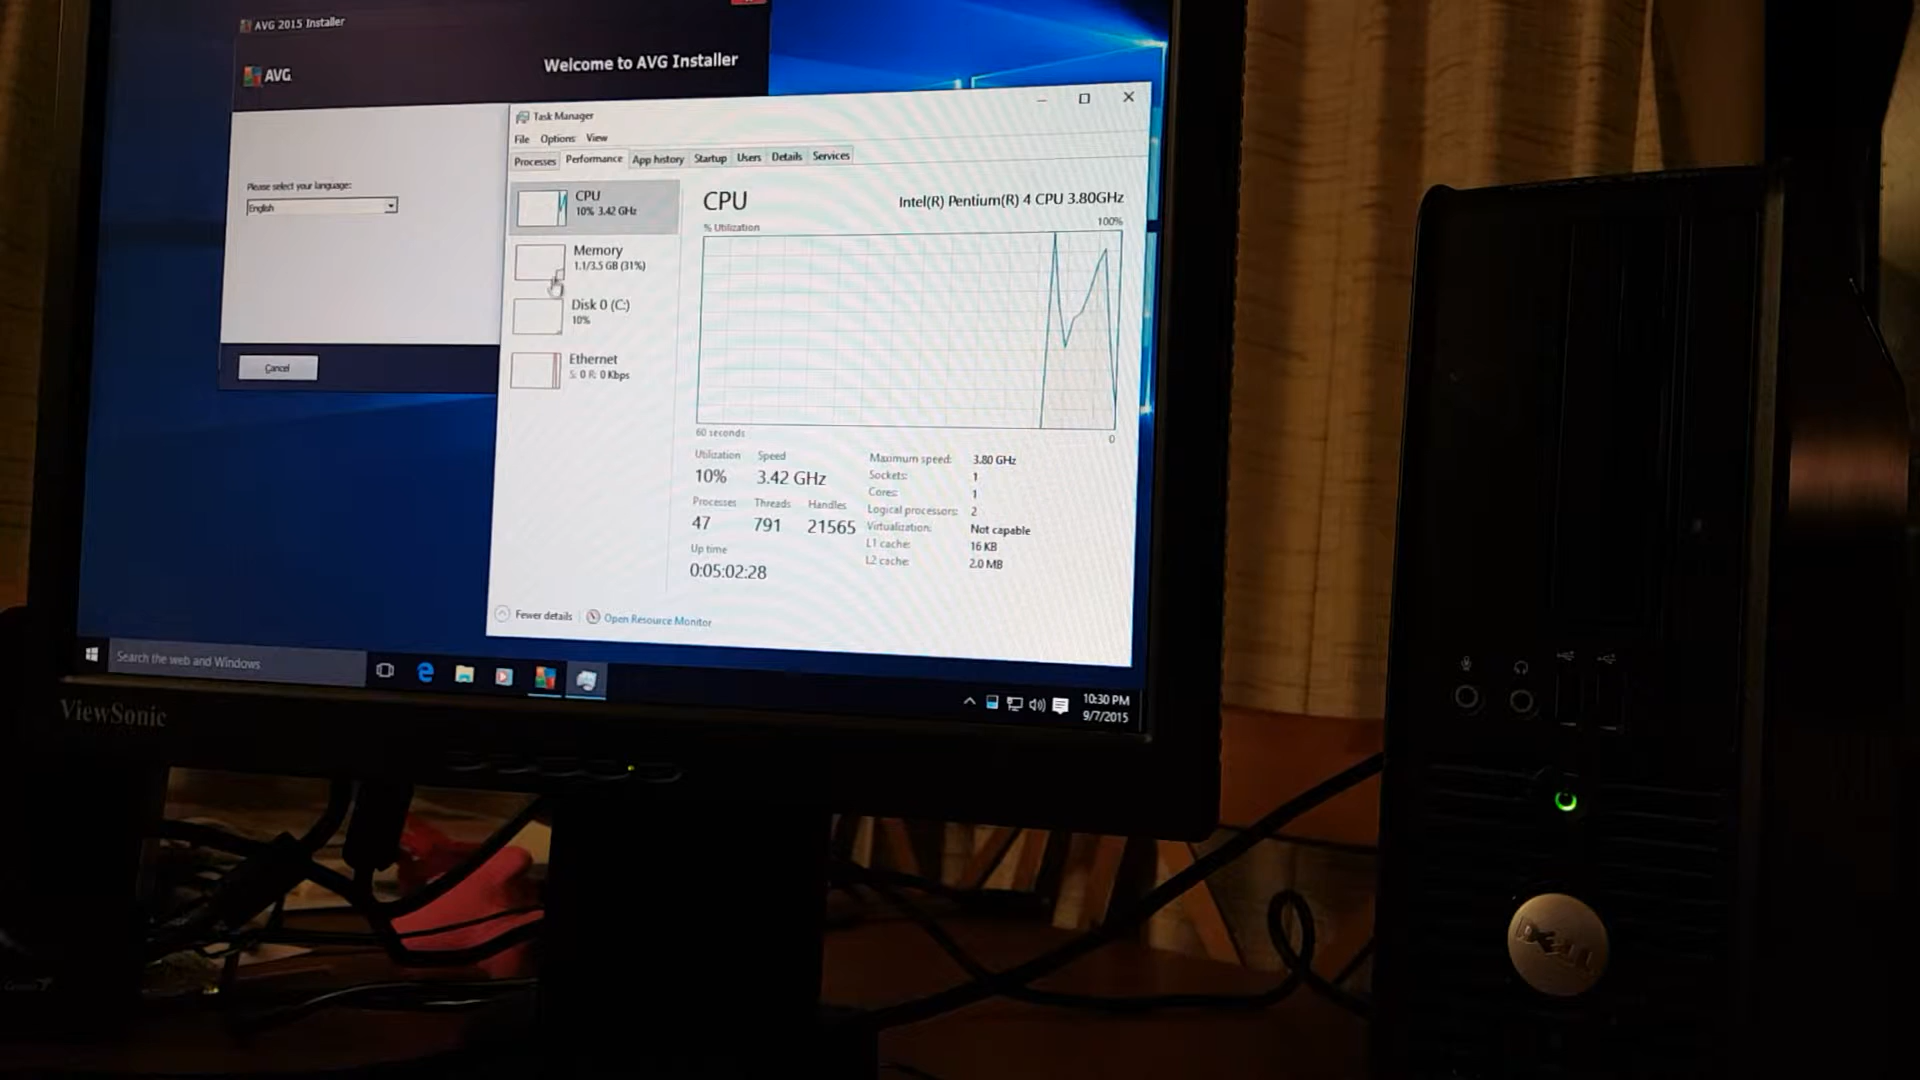 AVG 2015 Installer
AVG
Welcome to AVG Installer
Please select your language:
English
Cancel
Task Manager
File Options View
Processes Performance App history Startup Users Details Services
CPU
10% 3.42 GHz
Memory
1.1/3.5 GB (31%)
Disk 0 (C:)
10%
Ethernet
S: 0 R: 0 Kbps
CPU
Intel(R) Pentium(R) 4 CPU 3.80GHz
% Utilization
100%
60 seconds
0
Utilization Speed
10% 3.42 GHz
Processes Threads Handles
47 791 21565
Up time
0:05:02:28
Maximum speed: 3.80 GHz
Sockets: 1
Cores: 1
Logical processors: 2
Virtualization: Not capable
L1 cache: 16 KB
L2 cache: 2.0 MB
Fewer details
Open Resource Monitor
Search the web and Windows
10:30 PM
9/7/2015
ViewSonic
DELL